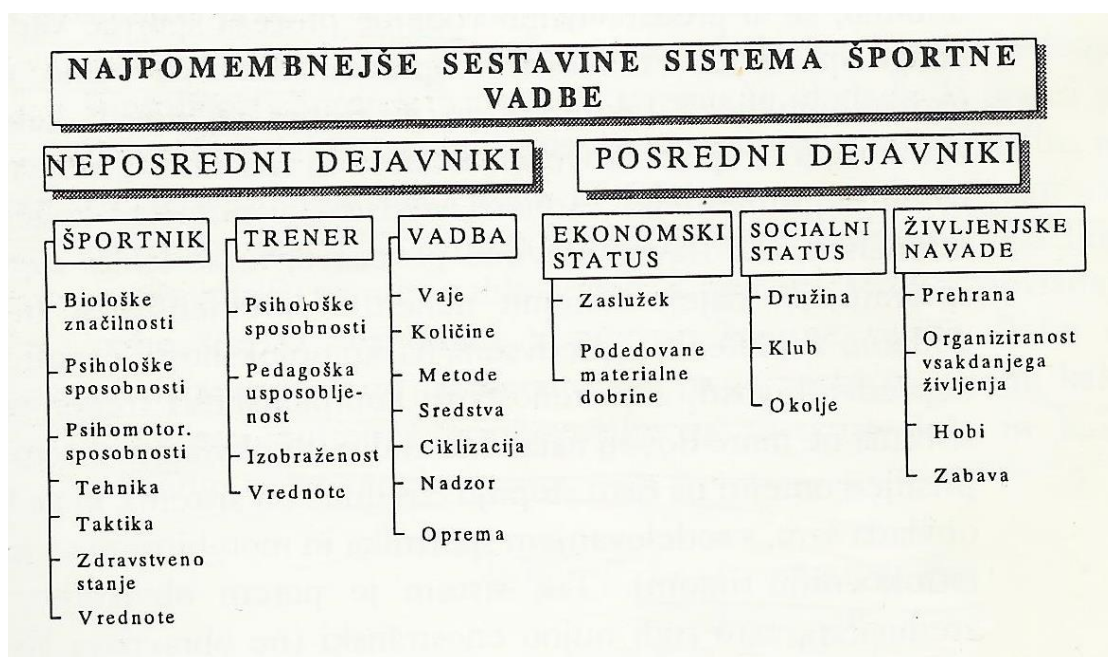 NAJPOMEMBNEJŠE SESTAVINE SISTEMA ŠPORTNE
VADBE
NEPOSREDNI DEJAVNIKI
POSREDNI DEJAVNIKI
ŠPORTNIK
Biološke
značilnosti
Psihološke
sposobnosti
Psihomotor.
sposobnosti
Tehnika
Taktika
Zdravstveno
stanje
Vrednote
TRENER
Psihološke
sposobnosti
Pedagoška
usposoblje-
nost
Izobraženost
Vrednote
VADBA
Vaje
Količine
Metode
Sredstva
Ciklizacija
Nadzor
Oprema
EKONOMSKI
STATUS
Zaslužek
Podedovane
materialne
dobrine
SOCIALNI
STATUS
Družina
Klub
Okolje
ŽIVLJENJSKE
NAVADE
Prehrana
Organiziranost
vsakdanjega
življenja
Hobi
Zabava